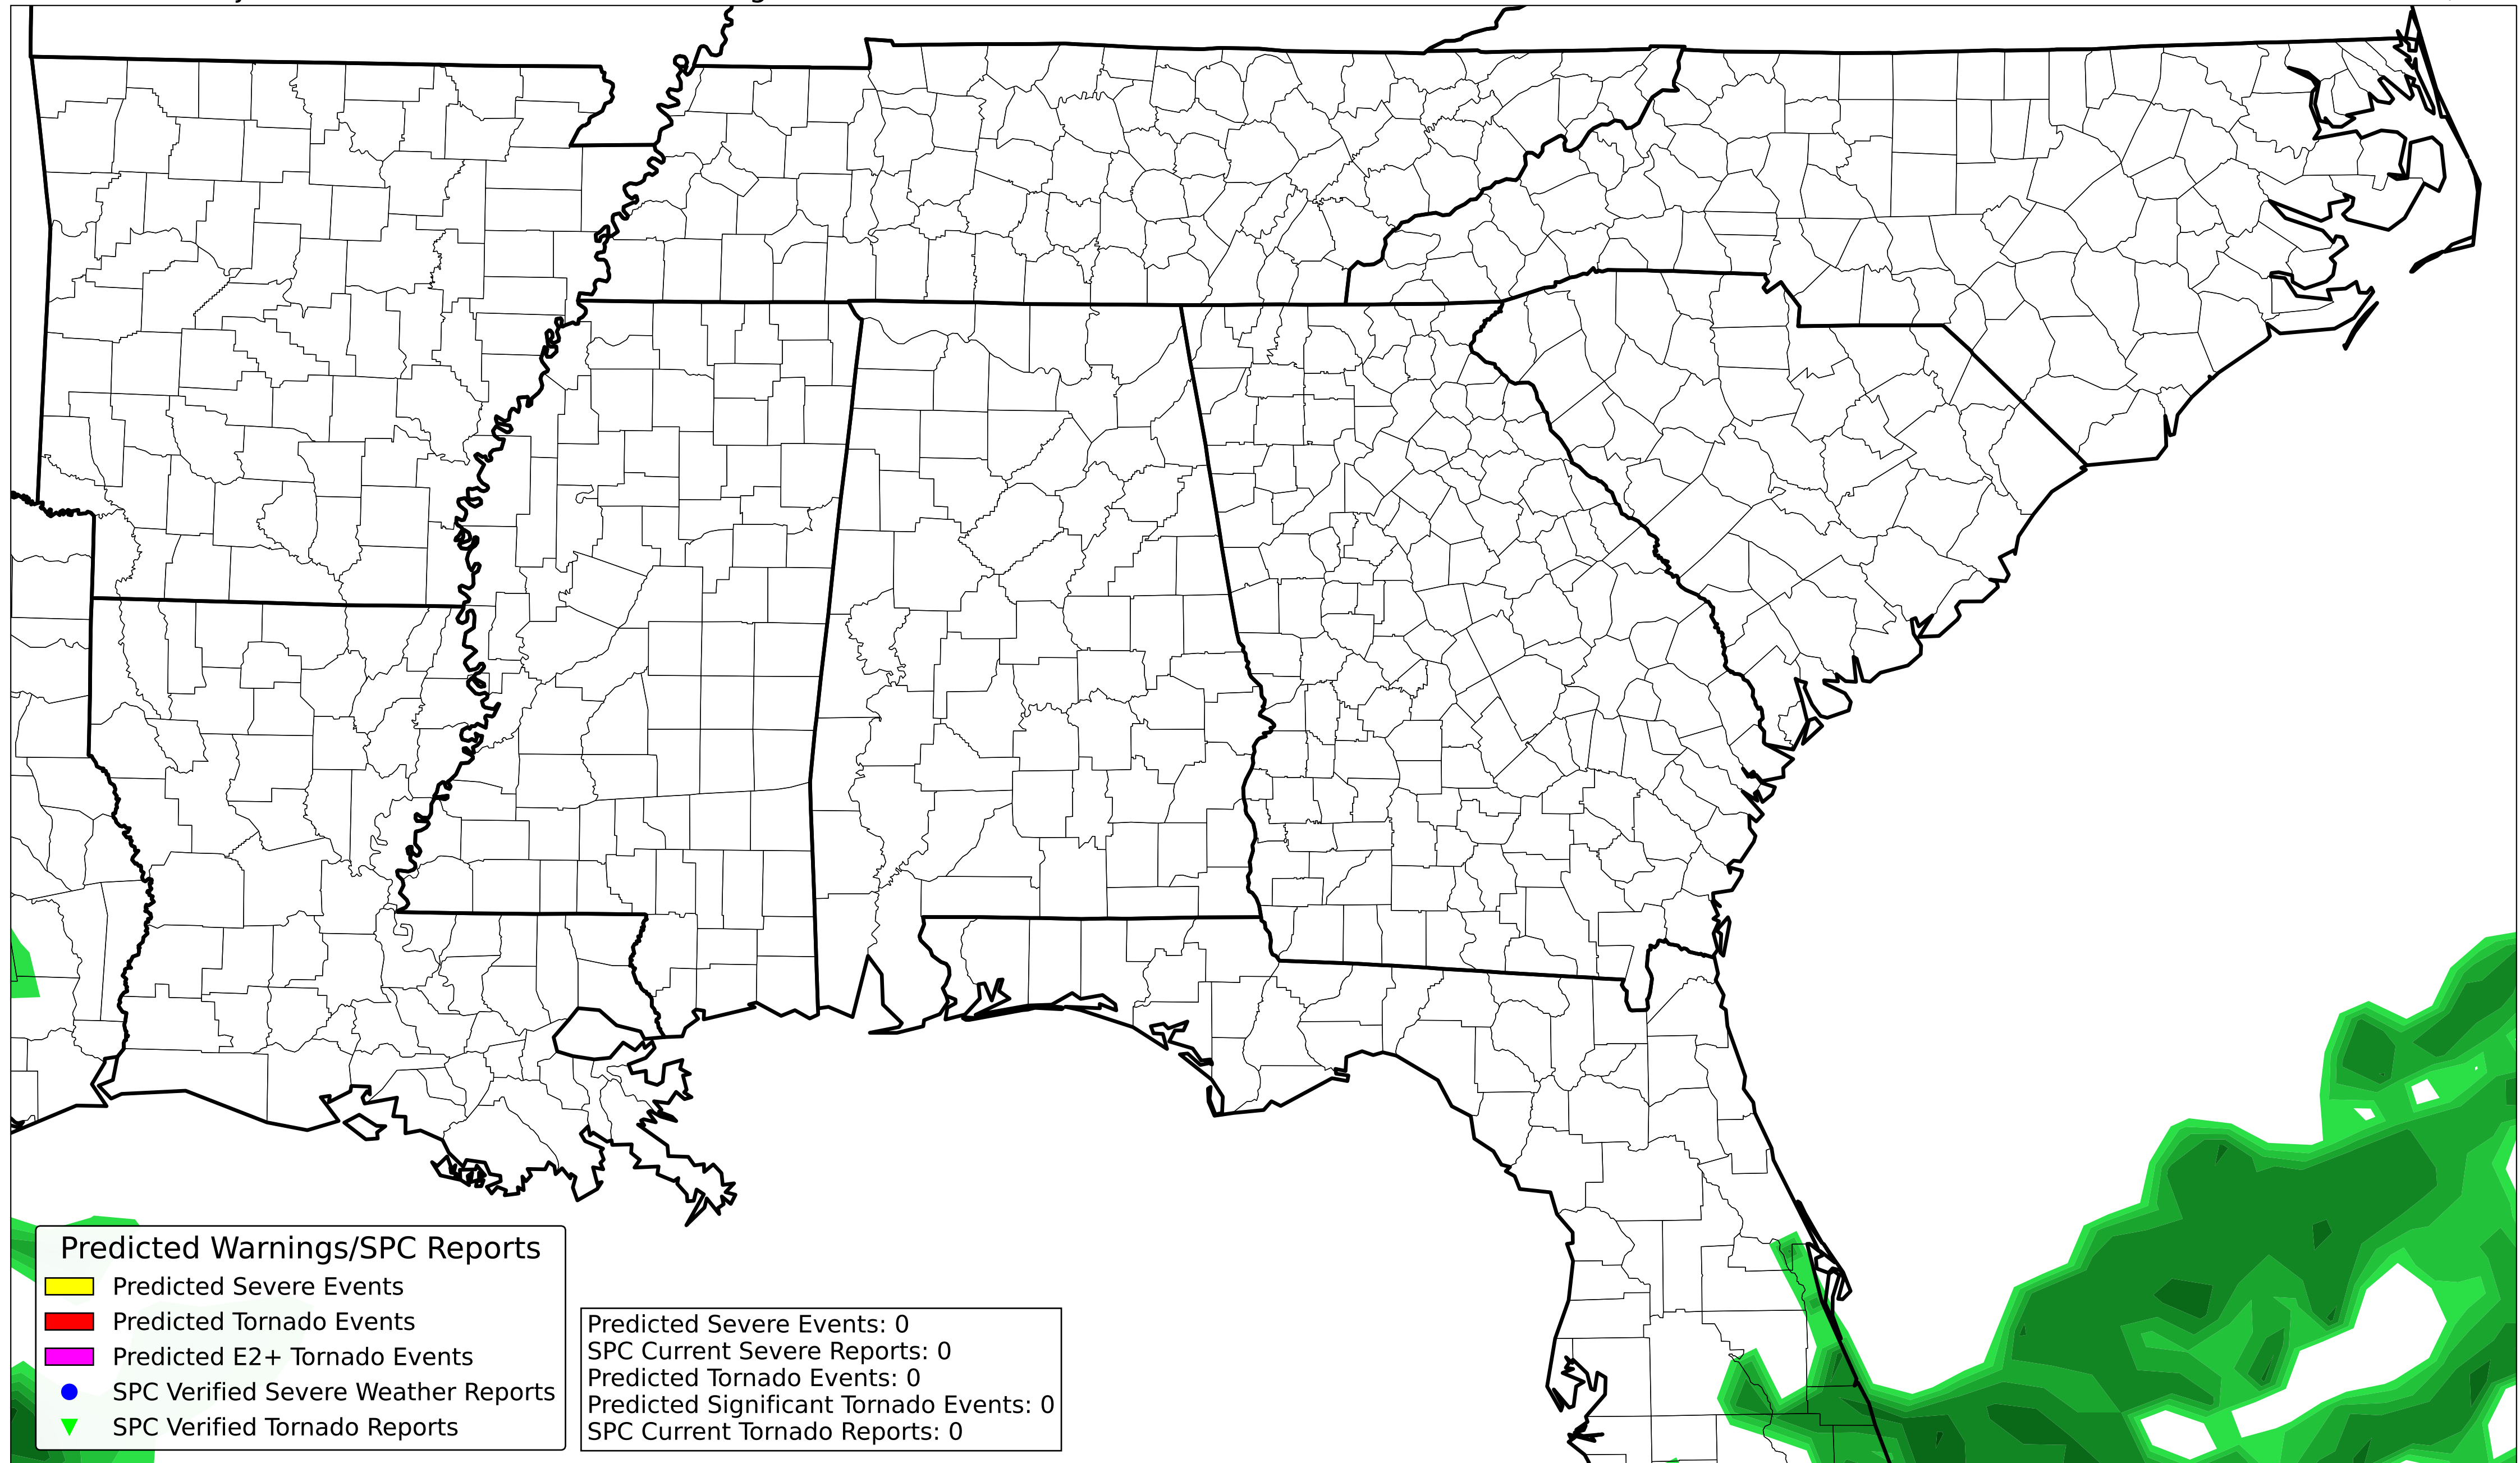 Predicted Warnings/SPC Reports
Predicted Severe Events
Predicted Tornado Events
Predicted E2+ Tornado Events
SPC Verified Severe Weather Reports
SPC Verified Tornado Reports
Predicted Severe Events: 0
SPC Current Severe Reports: 0
Predicted Tornado Events: 0
Predicted Significant Tornado Events: 0
SPC Current Tornado Reports: 0